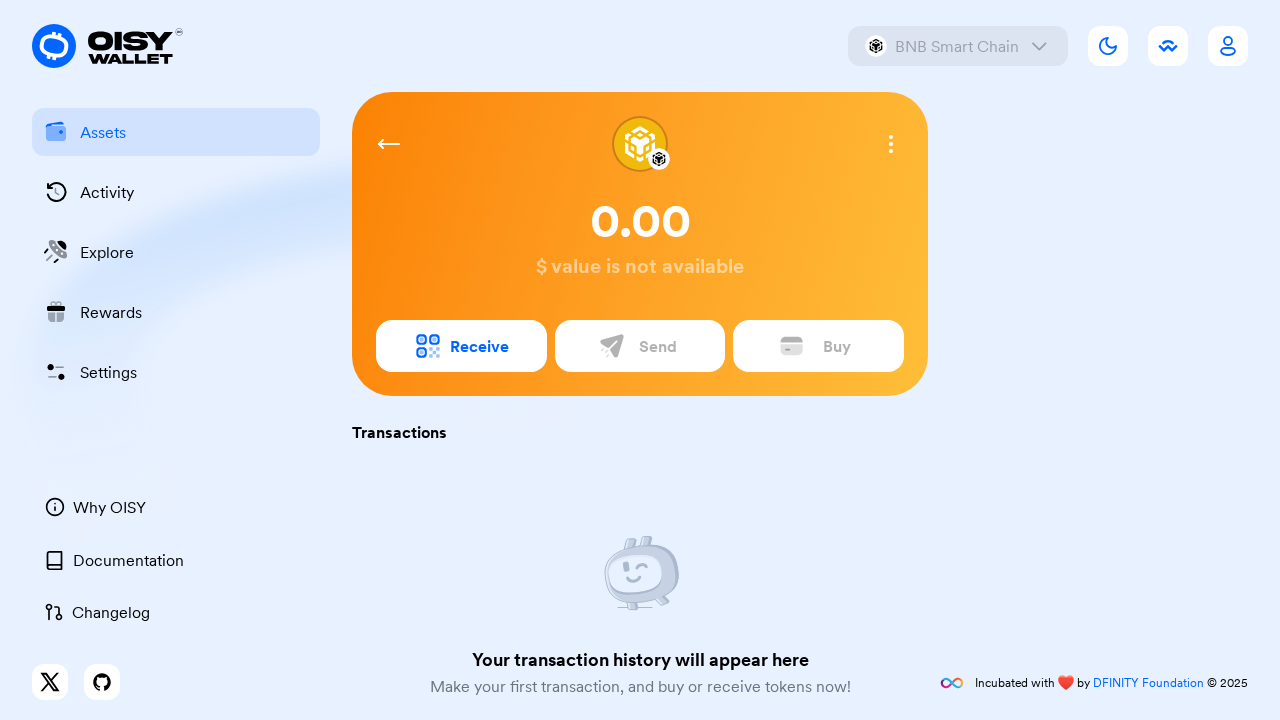 OISY
WALLET
BNB Smart Chain
Assets
Activity
Explore
Rewards
Settings
Why OISY
Documentation
Changelog
0.00
$ value is not available
Receive
Send
Buy
Transactions
Your transaction history will appear here
Make your first transaction, and buy or receive tokens now!
Incubated with ❤️ by DFINITY Foundation © 2025